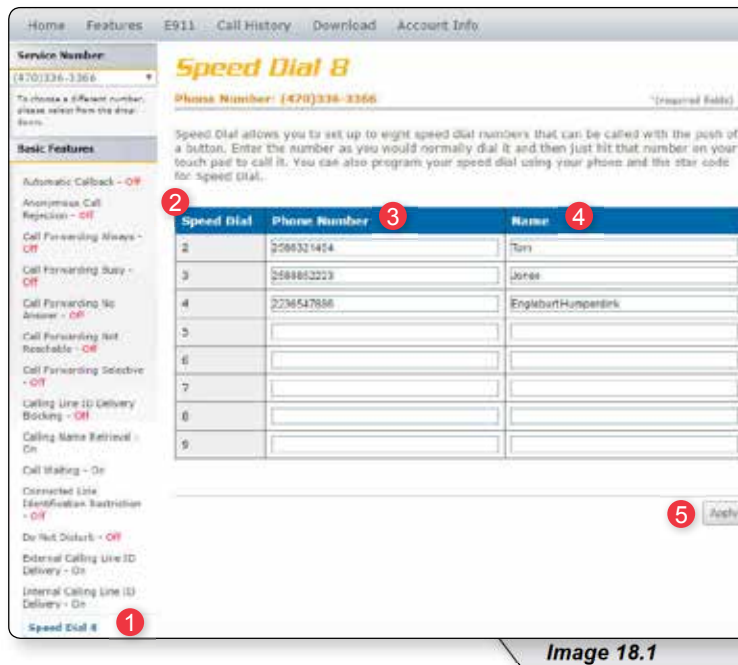 Home Features E911 Call History Download Account Info
Service Number
(470)336-3366
To choose a different number,
please select from the drop
down.
Basic Features
Automatic Callback - Off
Anonymous Call
Rejection - Off
Call Forwarding Always -
Off
Call Forwarding Busy -
Off
Call Forwarding No
Answer - Off
Call Forwarding Not
Reachable - Off
Call Forwarding Selective
- Off
Calling Line ID Delivery
Blocking - Off
Calling Name Retrieval -
On
Call Waiting - On
Connected Line
Identification Restriction
- Off
Do Not Disturb - Off
External Calling Line ID
Delivery - On
Internal Calling Line ID
Delivery - On
Speed Dial 8
1
Speed Dial 8
Phone Number: (470)336-3366
*(required fields)
Speed Dial allows you to set up to eight speed dial numbers that can be called with the push of
a button. Enter the number as you would normally dial it and then just hit that number on your
touch pad to call it. You can also program your speed dial using your phone and the star code
for Speed Dial.
2
Speed Dial Phone Number 3 Name 4
2 Tom
3 Jones
4 EngleburtHumperdink
5
6
7
8
9
5 Apply
Image 18.1